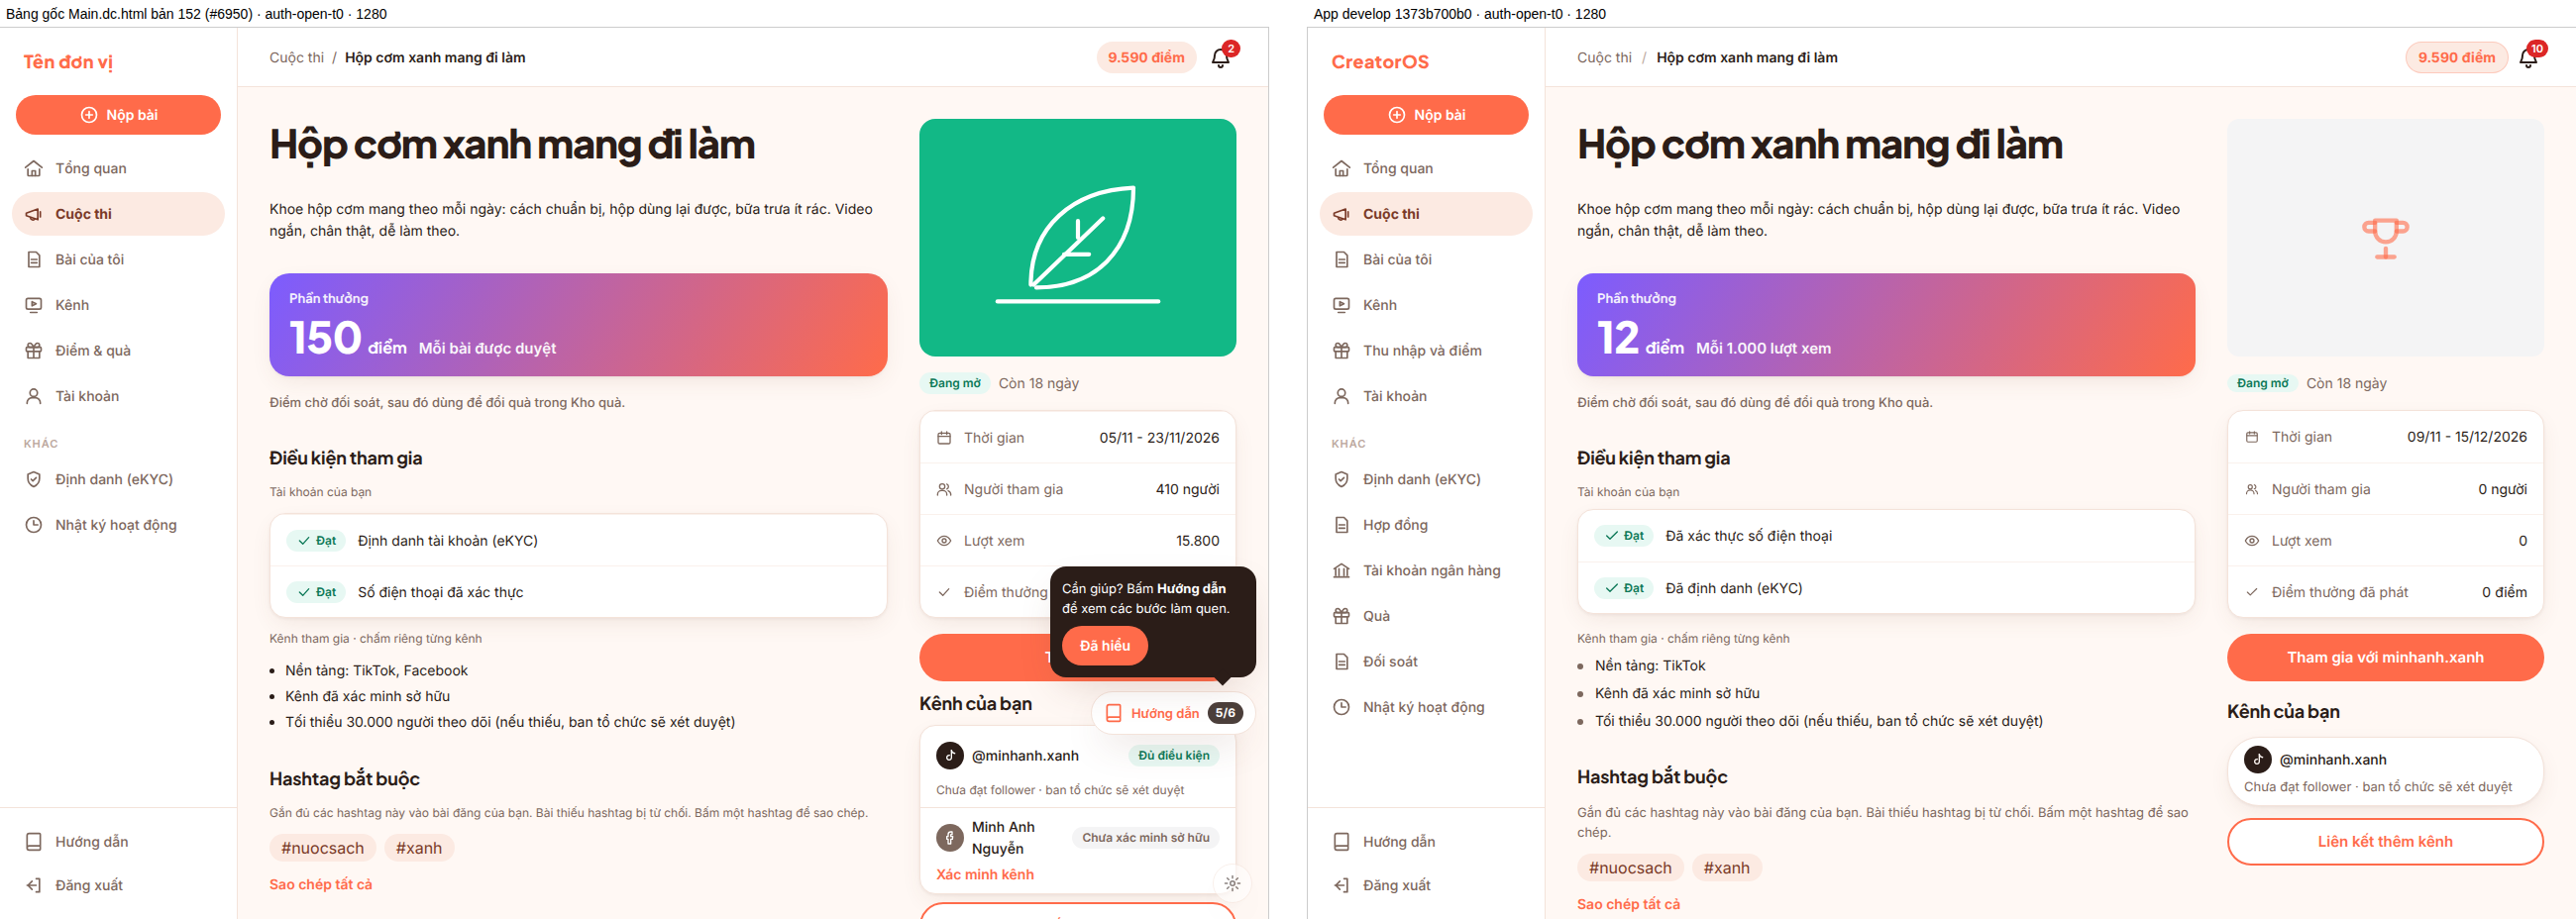 Bảng gốc Main.dc.html bản 152 (#6950) · auth-open-t0 · 1280
Tên đơn vị
Nộp bài
Tổng quan
Cuộc thi
Bài của tôi
Kênh
Điểm & quà
Tài khoản
KHÁC
Định danh (eKYC)
Nhật ký hoạt động
Hướng dẫn
Đăng xuất
Cuộc thi / Hộp cơm xanh mang đi làm
9.590 điểm
2
Hộp cơm xanh mang đi làm
Khoe hộp cơm mang theo mỗi ngày: cách chuẩn bị, hộp dùng lại được, bữa trưa ít rác. Video
ngắn, chân thật, dễ làm theo.
Phần thưởng
150 điểm Mỗi bài được duyệt
Điểm chờ đối soát, sau đó dùng để đổi quà trong Kho quà.
Điều kiện tham gia
Tài khoản của bạn
Đạt Định danh tài khoản (eKYC)
Đạt Số điện thoại đã xác thực
Kênh tham gia · chấm riêng từng kênh
Nền tảng: TikTok, Facebook
Kênh đã xác minh sở hữu
Tối thiểu 30.000 người theo dõi (nếu thiếu, ban tổ chức sẽ xét duyệt)
Hashtag bắt buộc
Gắn đủ các hashtag này vào bài đăng của bạn. Bài thiếu hashtag bị từ chối. Bấm một hashtag để sao chép.
#nuocsach #xanh
Sao chép tất cả
Đang mở Còn 18 ngày
Thời gian 05/11 - 23/11/2026
Người tham gia 410 người
Lượt xem 15.800
Điểm thưởng
Cần giúp? Bấm Hướng dẫn
để xem các bước làm quen.
Đã hiểu
Hướng dẫn 5/6
Kênh của bạn
@minhanh.xanh Đủ điều kiện
Chưa đạt follower · ban tổ chức sẽ xét duyệt
Minh Anh
Nguyễn
Chưa xác minh sở hữu
Xác minh kênh
App develop 1373b700b0 · auth-open-t0 · 1280
CreatorOS
Nộp bài
Tổng quan
Cuộc thi
Bài của tôi
Kênh
Thu nhập và điểm
Tài khoản
KHÁC
Định danh (eKYC)
Hợp đồng
Tài khoản ngân hàng
Quà
Đối soát
Nhật ký hoạt động
Hướng dẫn
Đăng xuất
Cuộc thi / Hộp cơm xanh mang đi làm
9.590 điểm
10
Hộp cơm xanh mang đi làm
Khoe hộp cơm mang theo mỗi ngày: cách chuẩn bị, hộp dùng lại được, bữa trưa ít rác. Video
ngắn, chân thật, dễ làm theo.
Phần thưởng
12 điểm Mỗi 1.000 lượt xem
Điểm chờ đối soát, sau đó dùng để đổi quà trong Kho quà.
Điều kiện tham gia
Tài khoản của bạn
Đạt Đã xác thực số điện thoại
Đạt Đã định danh (eKYC)
Kênh tham gia · chấm riêng từng kênh
Nền tảng: TikTok
Kênh đã xác minh sở hữu
Tối thiểu 30.000 người theo dõi (nếu thiếu, ban tổ chức sẽ xét duyệt)
Hashtag bắt buộc
Gắn đủ các hashtag này vào bài đăng của bạn. Bài thiếu hashtag bị từ chối. Bấm một hashtag để sao
chép.
#nuocsach #xanh
Sao chép tất cả
Đang mở Còn 18 ngày
Thời gian 09/11 - 15/12/2026
Người tham gia 0 người
Lượt xem 0
Điểm thưởng đã phát 0 điểm
Tham gia với minhanh.xanh
Kênh của bạn
@minhanh.xanh
Chưa đạt follower · ban tổ chức sẽ xét duyệt
Liên kết thêm kênh